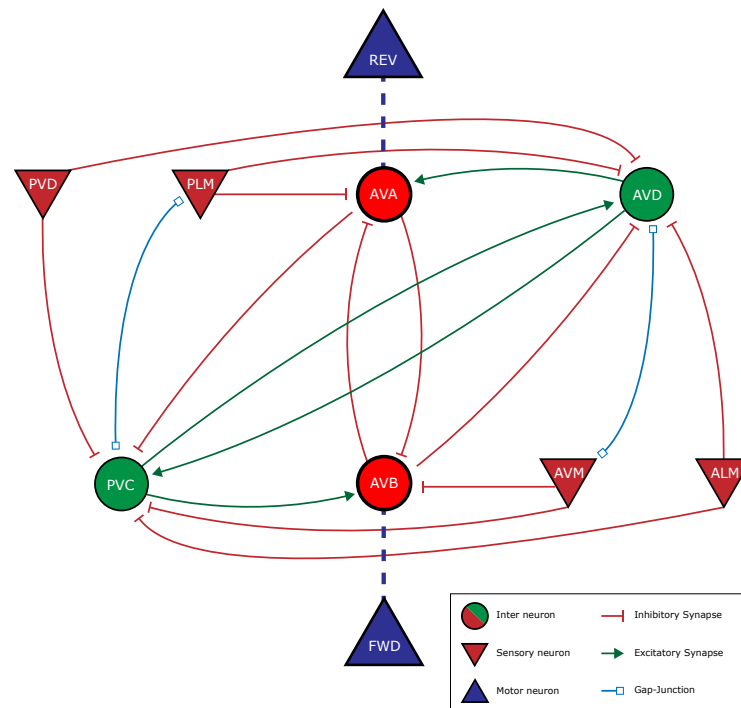 REV
PVD
PLM
AVA
AVD
PVC
AVB
AVM
ALM
FWD
Inter neuron
Inhibitory Synapse
Sensory neuron
Excitatory Synapse
Motor neuron
Gap-Junction